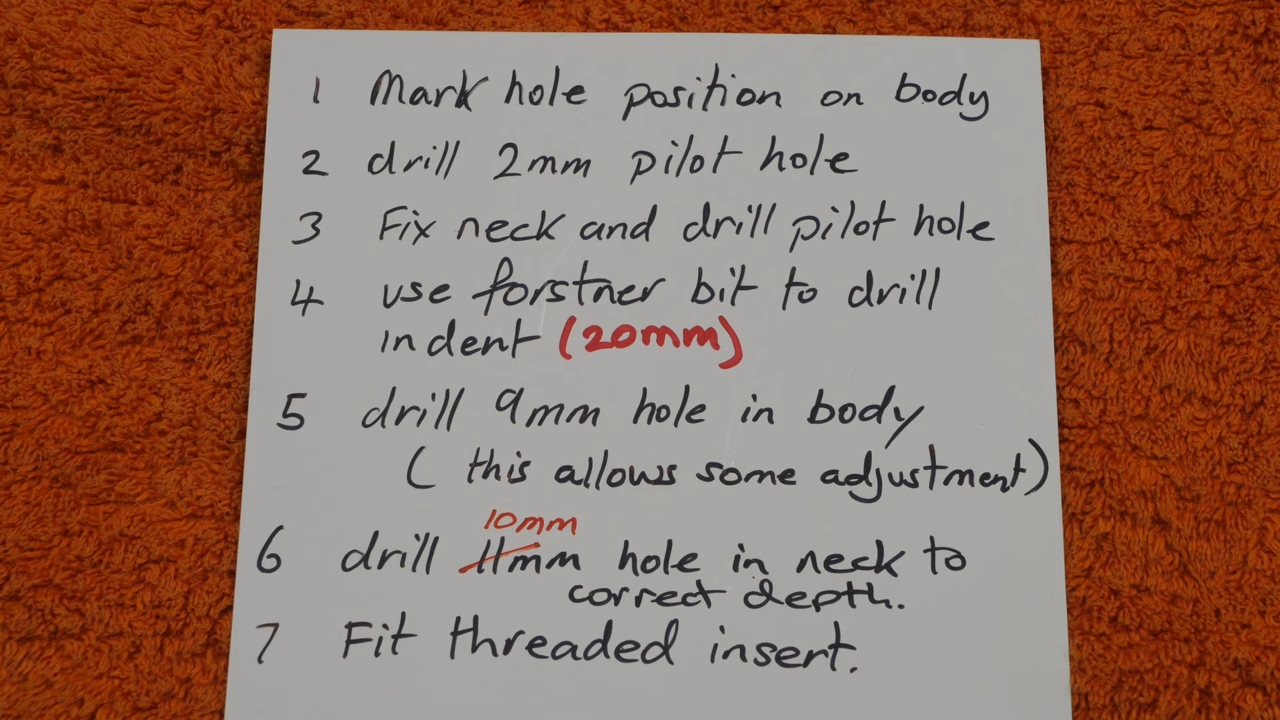 1 Mark hole position on body
2 drill 2mm pilot hole
3 Fix neck and drill pilot hole
4 use forstner bit to drill
indent (20mm)
5 drill 9mm hole in body
( this allows some adjustment)
10mm
6 drill 11mm hole in neck to
correct depth.
7 Fit threaded insert.